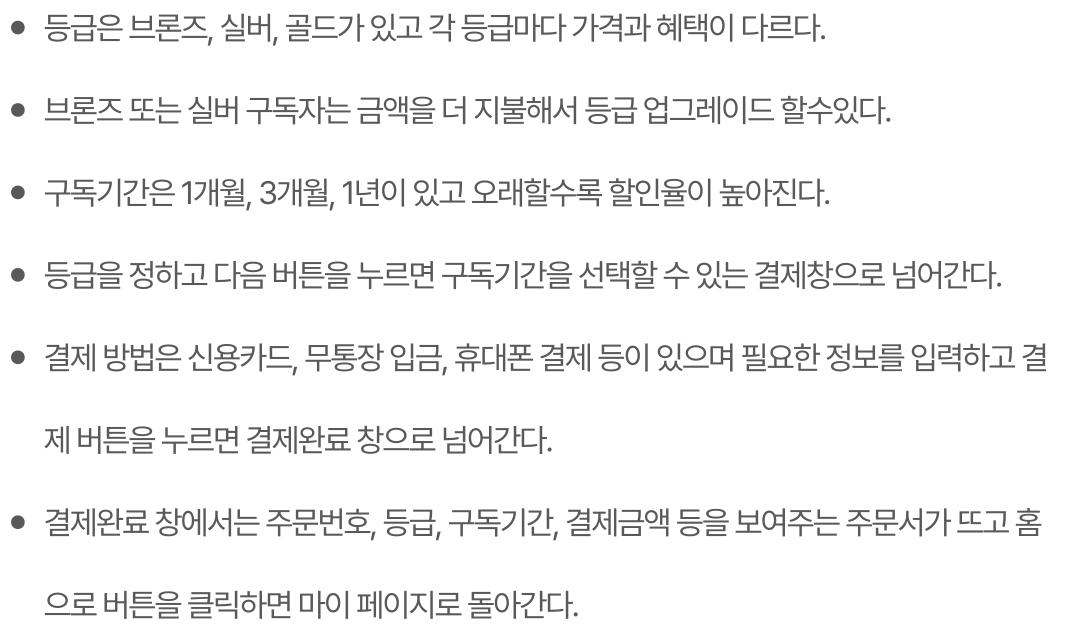 • 등급은 브론즈, 실버, 골드가 있고 각 등급마다 가격과 혜택이 다르다.
• 브론즈 또는 실버 구독자는 금액을 더 지불해서 등급 업그레이드 할수있다.
• 구독기간은 1개월, 3개월, 1년이 있고 오래할수록 할인율이 높아진다.
• 등급을 정하고 다음 버튼을 누르면 구독기간을 선택할 수 있는 결제창으로 넘어간다.
• 결제 방법은 신용카드, 무통장 입금, 휴대폰 결제 등이 있으며 필요한 정보를 입력하고 결
제 버튼을 누르면 결제완료 창으로 넘어간다.
• 결제완료 창에서는 주문번호, 등급, 구독기간, 결제금액 등을 보여주는 주문서가 뜨고 홈
으로 버튼을 클릭하면 마이 페이지로 돌아간다.